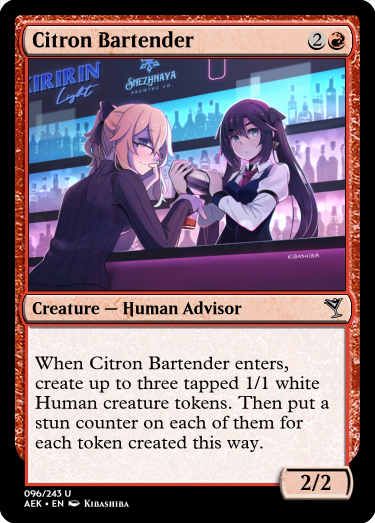 Citron Bartender 2
KIRIRIN
Light
SNEZHNAYA
BREWING CO.
KIBASHIBA
Creature — Human Advisor
When Citron Bartender enters,
create up to three tapped 1/1 white
Human creature tokens. Then put a
stun counter on each of them for
each token created this way.
2/2
096/243 U
AEK • EN Kibashiba